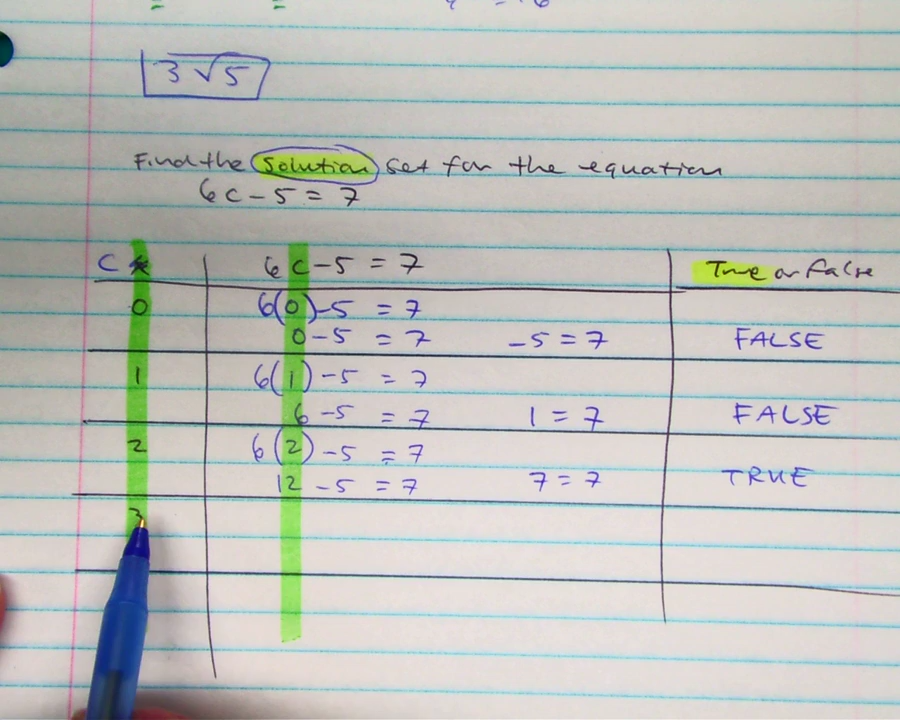 3√5
Find the solution set for the equation
6c - 5 = 7
C 6c - 5 = 7 True or False
0 6(0) - 5 = 7
0 - 5 = 7 -5 = 7 FALSE
1 6(1) - 5 = 7
6 - 5 = 7 1 = 7 FALSE
2 6(2) - 5 = 7
12 - 5 = 7 7 = 7 TRUE
3